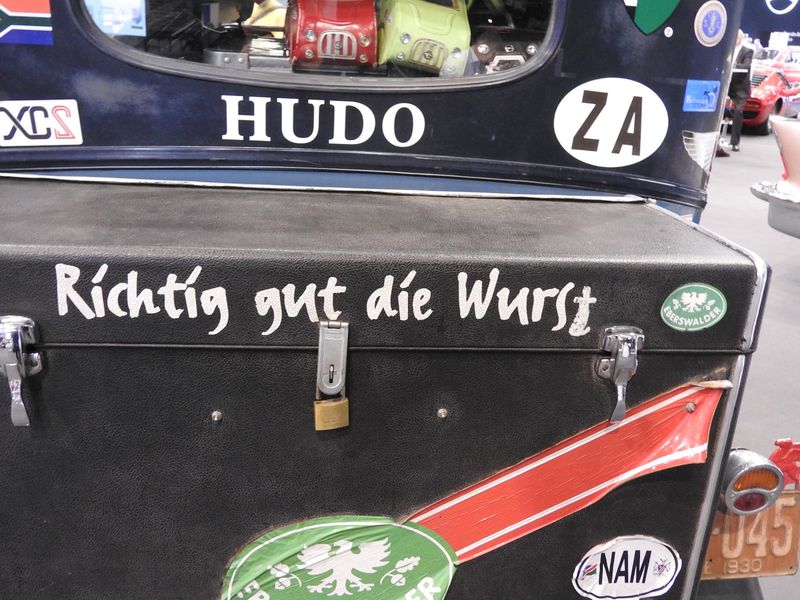 HUDO
ZA
Richtig gut die Wurst
EBERSWALDER
NAM
045
1930